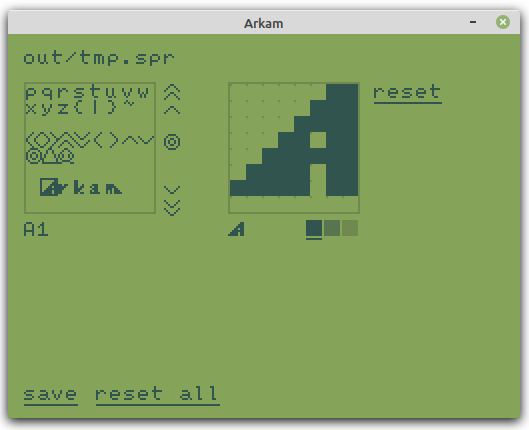 Arkam
out/tmp.spr
pqrstuvw
xyz{|}~
Arkam
reset
A1
A
save reset all